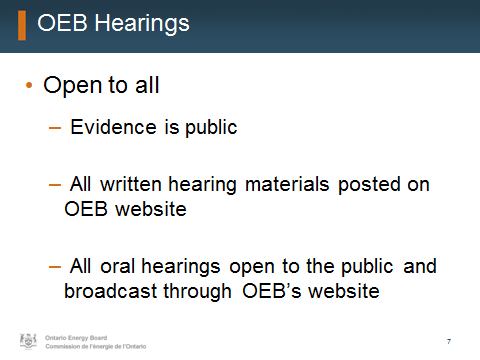 OEB Hearings
• Open to all
– Evidence is public
– All written hearing materials posted on
OEB website
– All oral hearings open to the public and
broadcast through OEB's website
Ontario Energy Board
Commission de l'énergie de l'Ontario
7